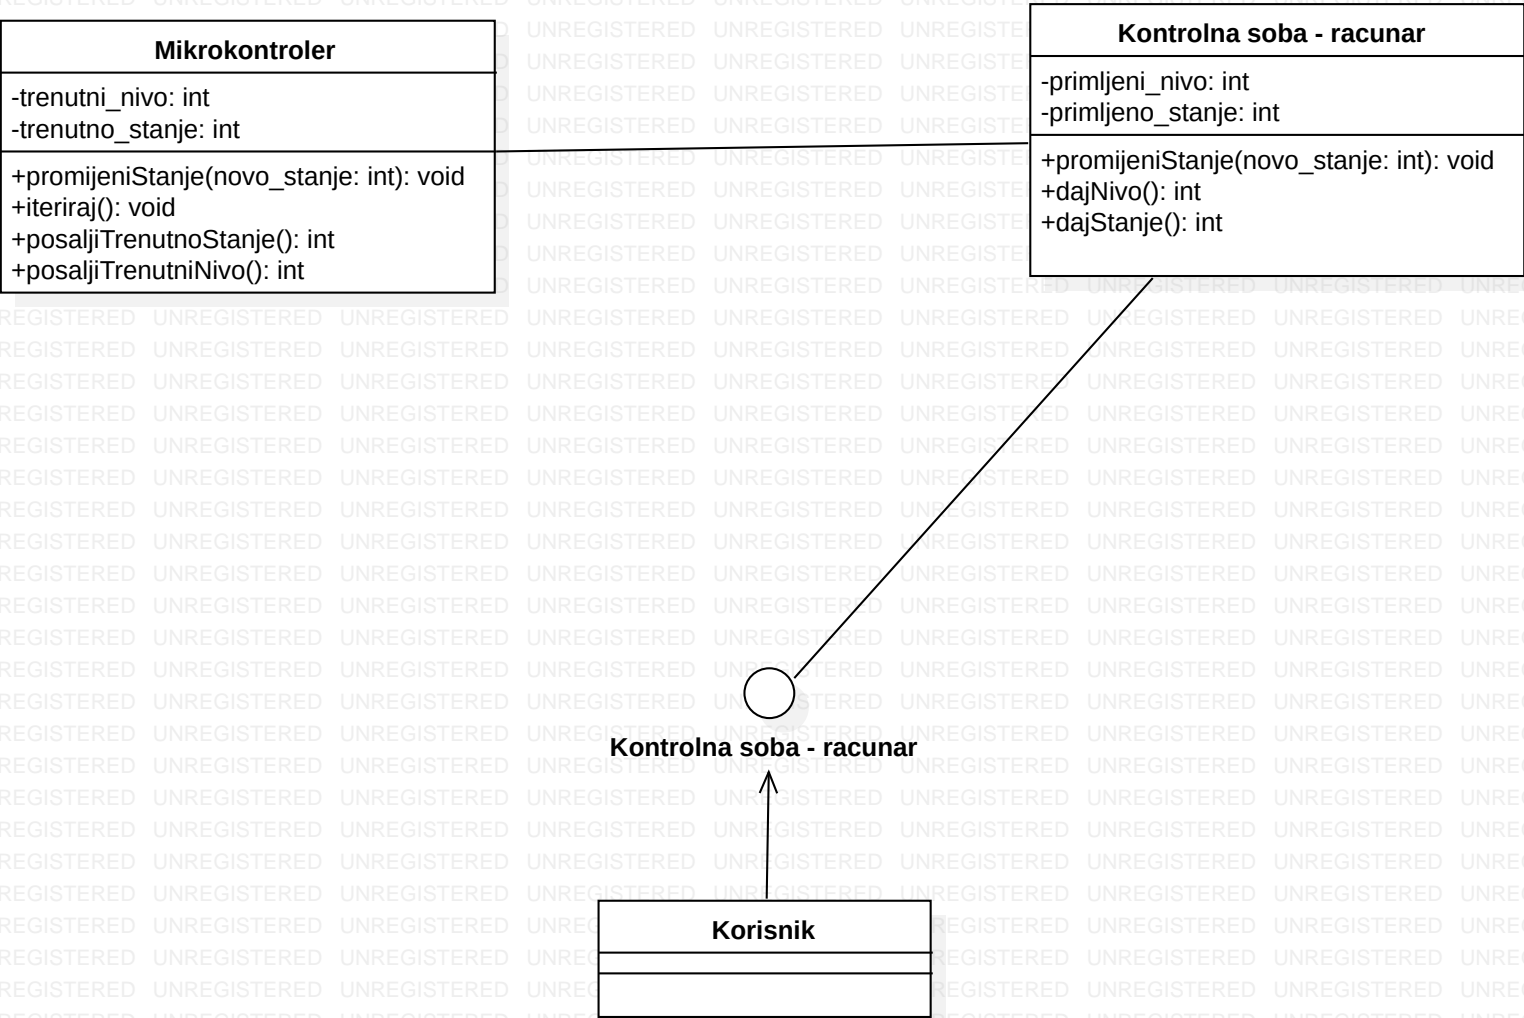 Mikrokontroler
-trenutni_nivo: int
-trenutno_stanje: int
+promijeniStanje(novo_stanje: int): void
+iteriraj(): void
+posaljiTrenutnoStanje(): int
+posaljiTrenutniNivo(): int
Kontrolna soba - racunar
-primljeni_nivo: int
-primljeno_stanje: int
+promijeniStanje(novo_stanje: int): void
+dajNivo(): int
+dajStanje(): int
Kontrolna soba - racunar
Korisnik
UNREGISTERED